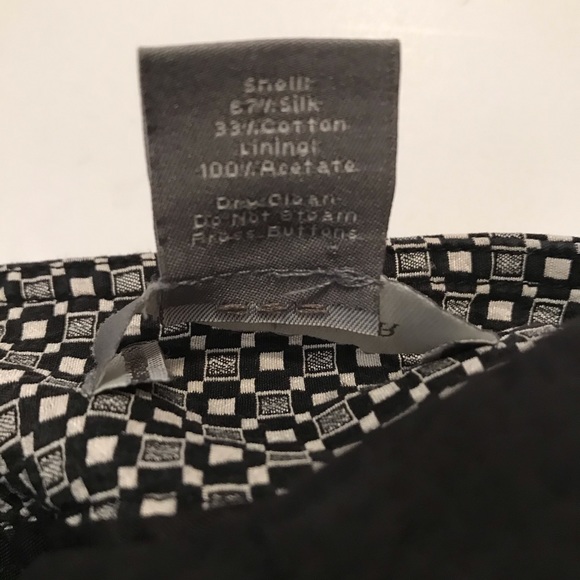 Shell:
67% Silk
33% Cotton
Lining:
100% Acetate
Dry Clean
Do Not Steam
Press Buttons
R